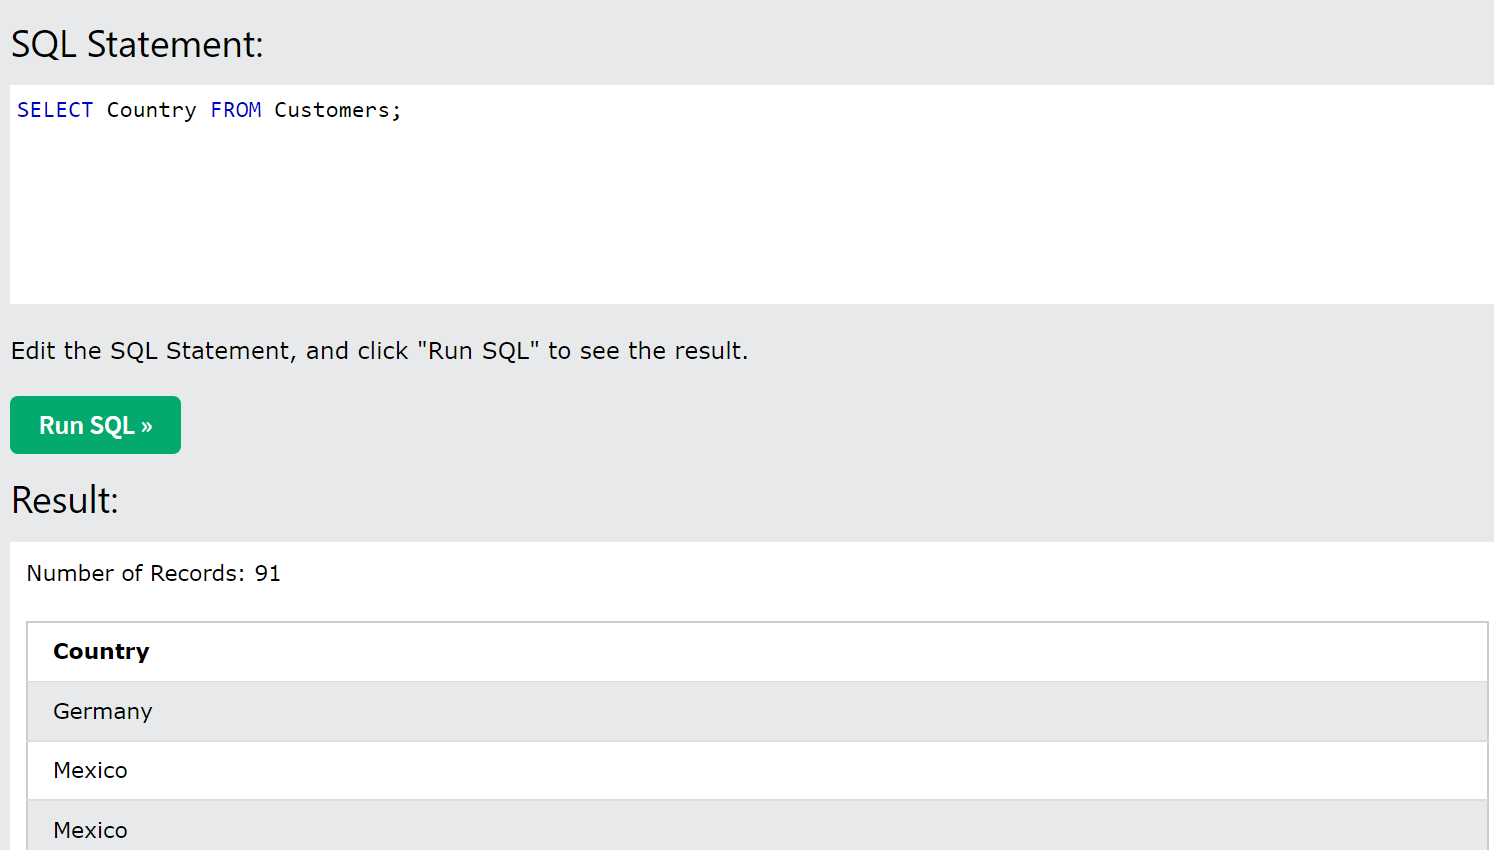 SQL Statement:
SELECT Country FROM Customers;
Edit the SQL Statement, and click "Run SQL" to see the result.
Run SQL »
Result:
Number of Records: 91
Country
Germany
Mexico
Mexico